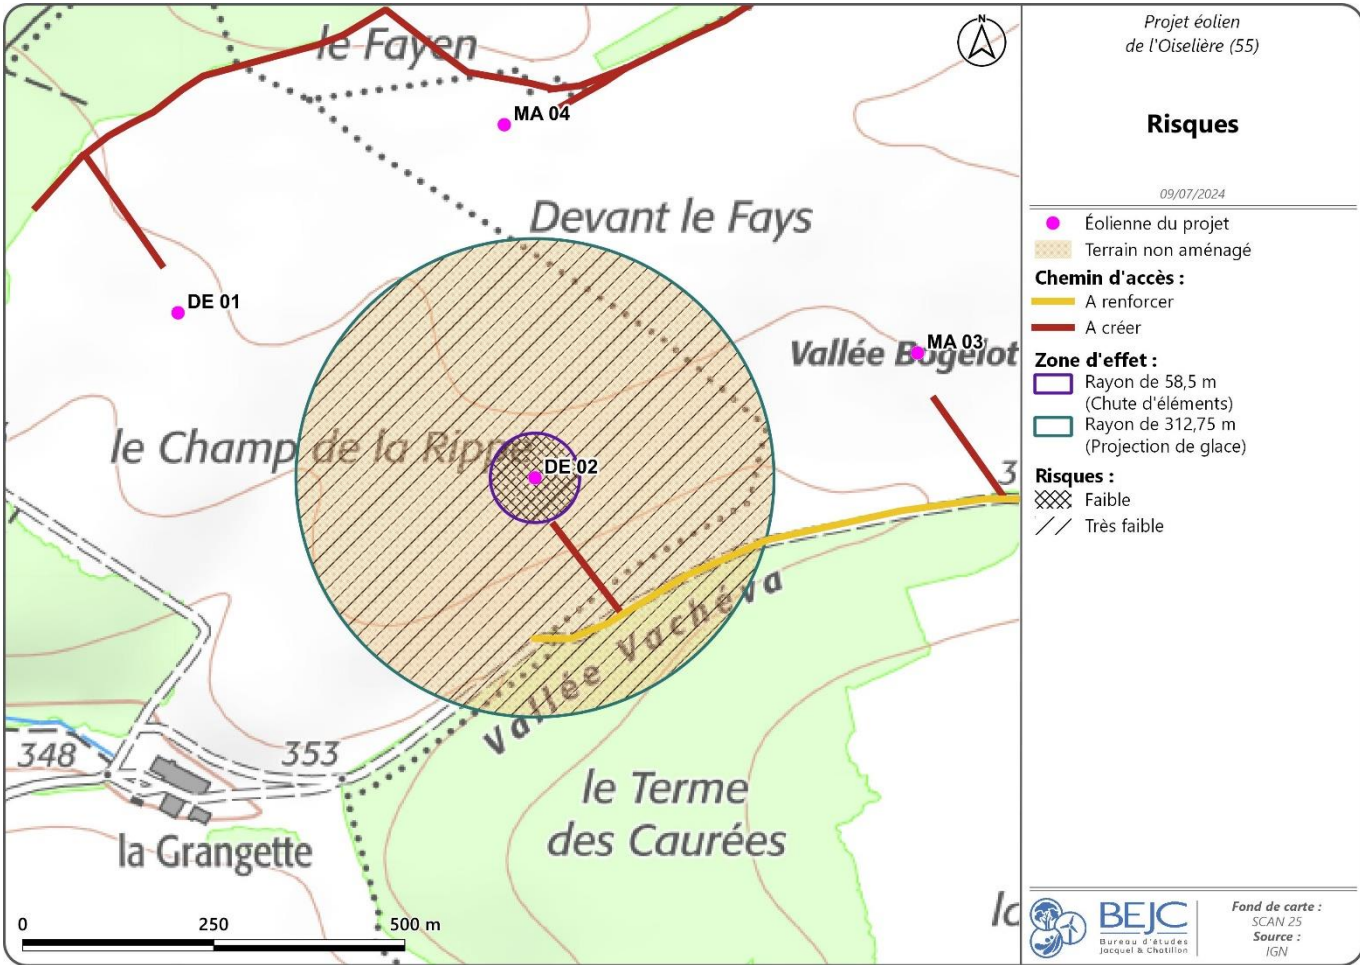 le Fayen
N
MA 04
Devant le Fays
DE 01
MA 03
Vallée Bogelot
le Champ de la Rippe
DE 02
3
Vallée Vachéva
348
353
la Grangette
le Terme
des Caurées
0 250 500 m
Projet éolien
de l'Oiselière (55)
Risques
09/07/2024
Éolienne du projet
Terrain non aménagé
Chemin d'accès :
A renforcer
A créer
Zone d'effet :
Rayon de 58,5 m
(Chute d'éléments)
Rayon de 312,75 m
(Projection de glace)
Risques :
Faible
Très faible
BEJC
Bureau d'études
Jacquel & Chatillon
Fond de carte :
SCAN 25
Source :
IGN